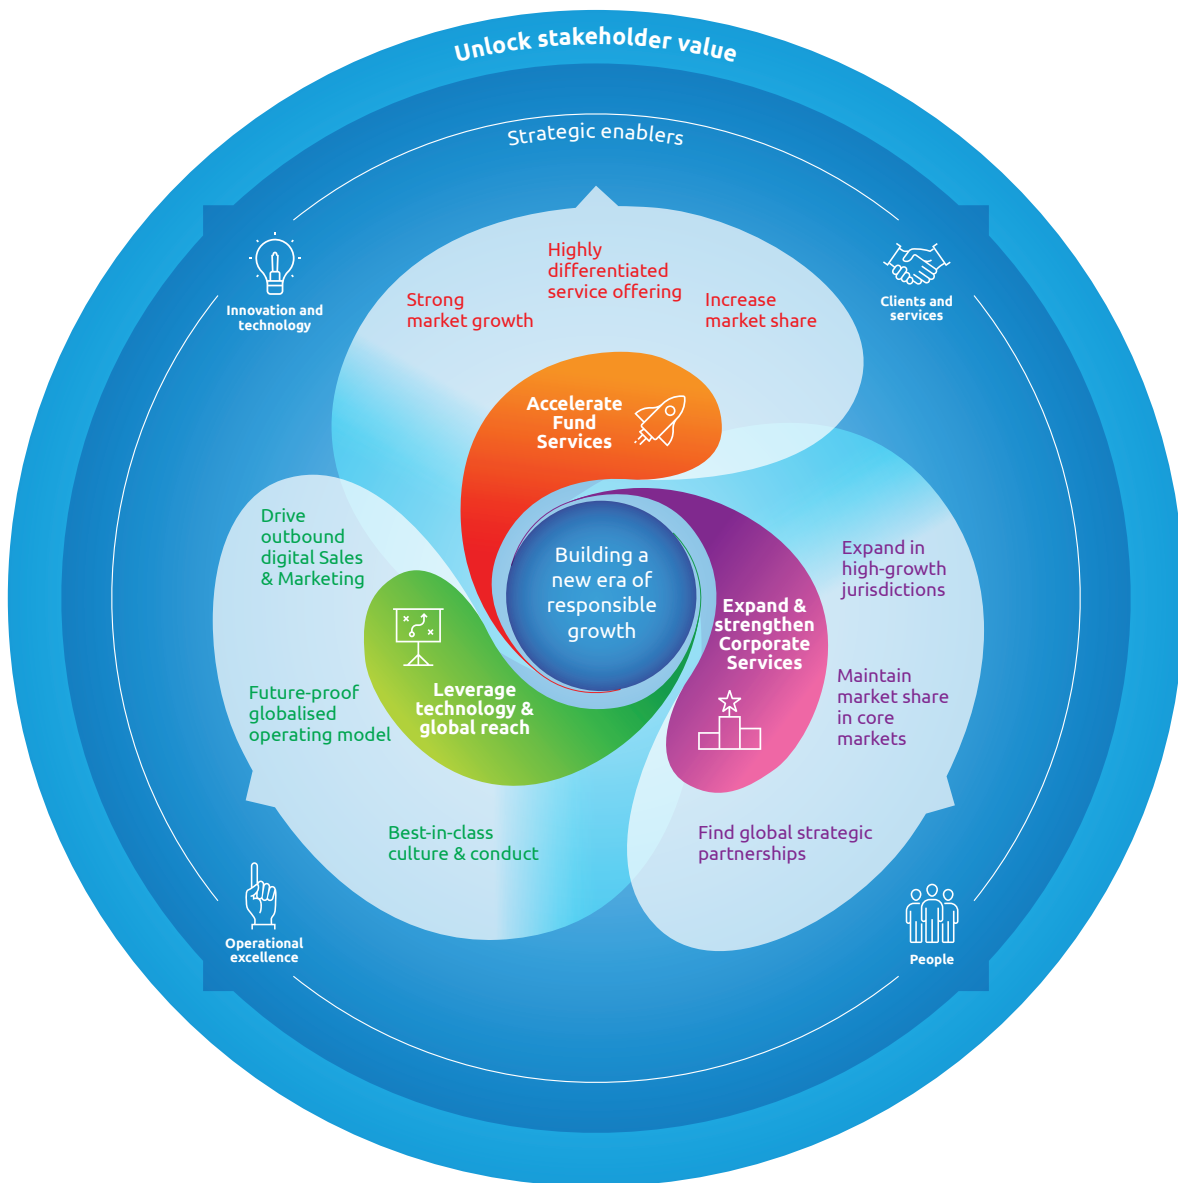 Unlock stakeholder value
Strategic enablers
Innovation and
technology
Clients and
services
Strong
market growth
Highly
differentiated
service offering
Increase
market share
Accelerate
Fund
Services
Drive
outbound
digital Sales
& Marketing
Future-proof
globalised
operating model
Best-in-class
culture & conduct
Leverage
technology &
global reach
Building a
new era of
responsible
growth
Expand &
strengthen
Corporate
Services
Expand in
high-growth
jurisdictions
Maintain
market share
in core
markets
Find global strategic
partnerships
Operational
excellence
People